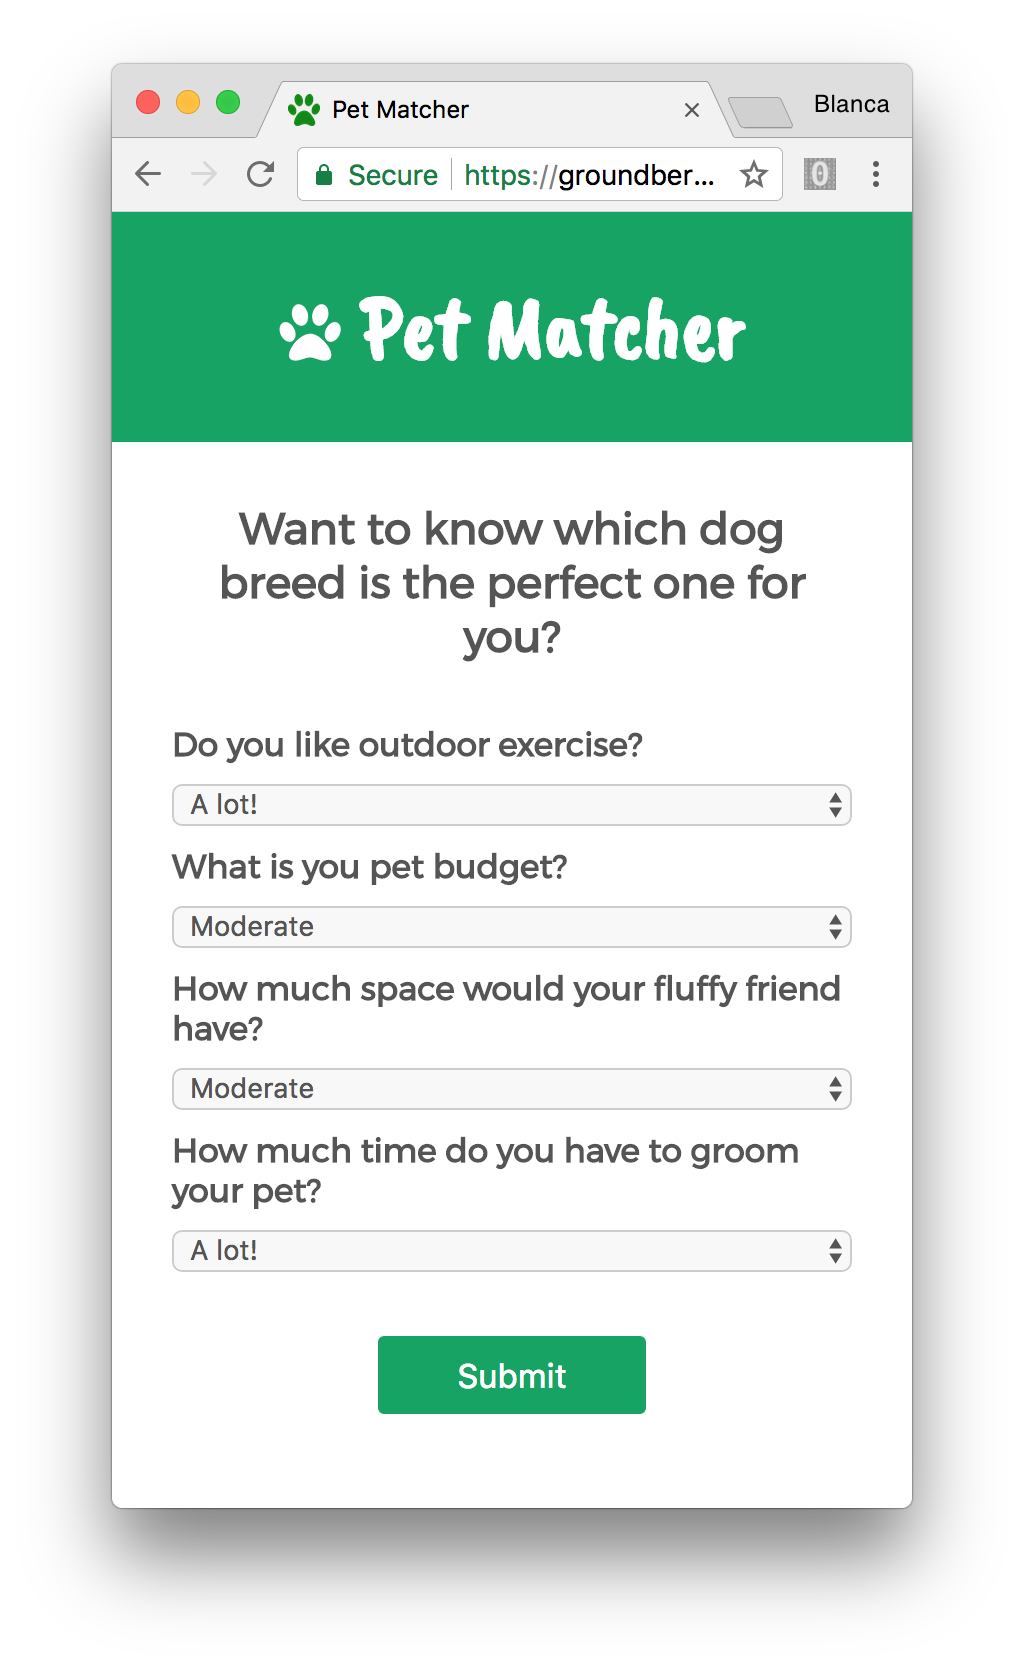 Pet Matcher
Blanca
Secure
https://groundber...
0
Pet Matcher
Want to know which dog
breed is the perfect one for
you?
Do you like outdoor exercise?
A lot!
What is you pet budget?
Moderate
How much space would your fluffy friend
have?
Moderate
How much time do you have to groom
your pet?
A lot!
Submit